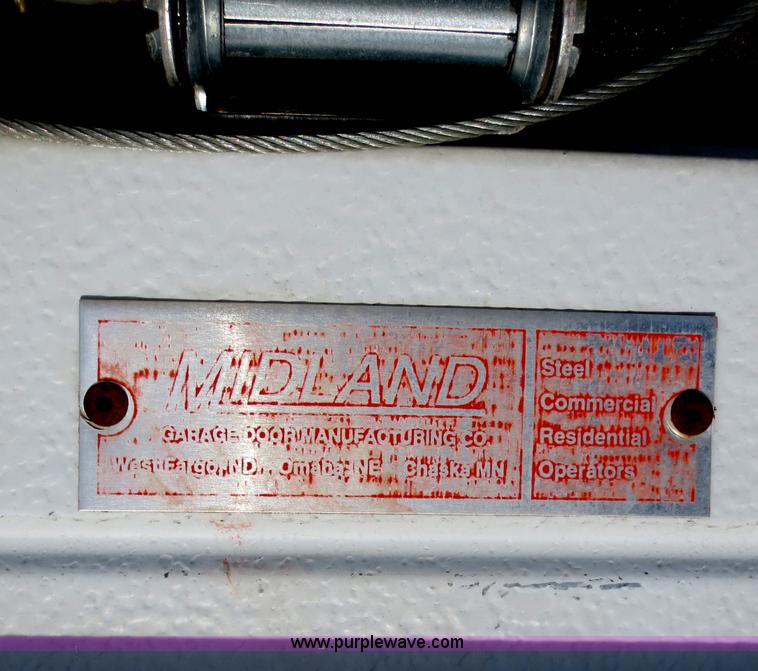 MIDLAND
GARAGE DOOR MANUFACTURING CO.
West Fargo, ND Omaha, NE Chaska, MN
Steel
Commercial
Residential
Operators
www.purplewave.com